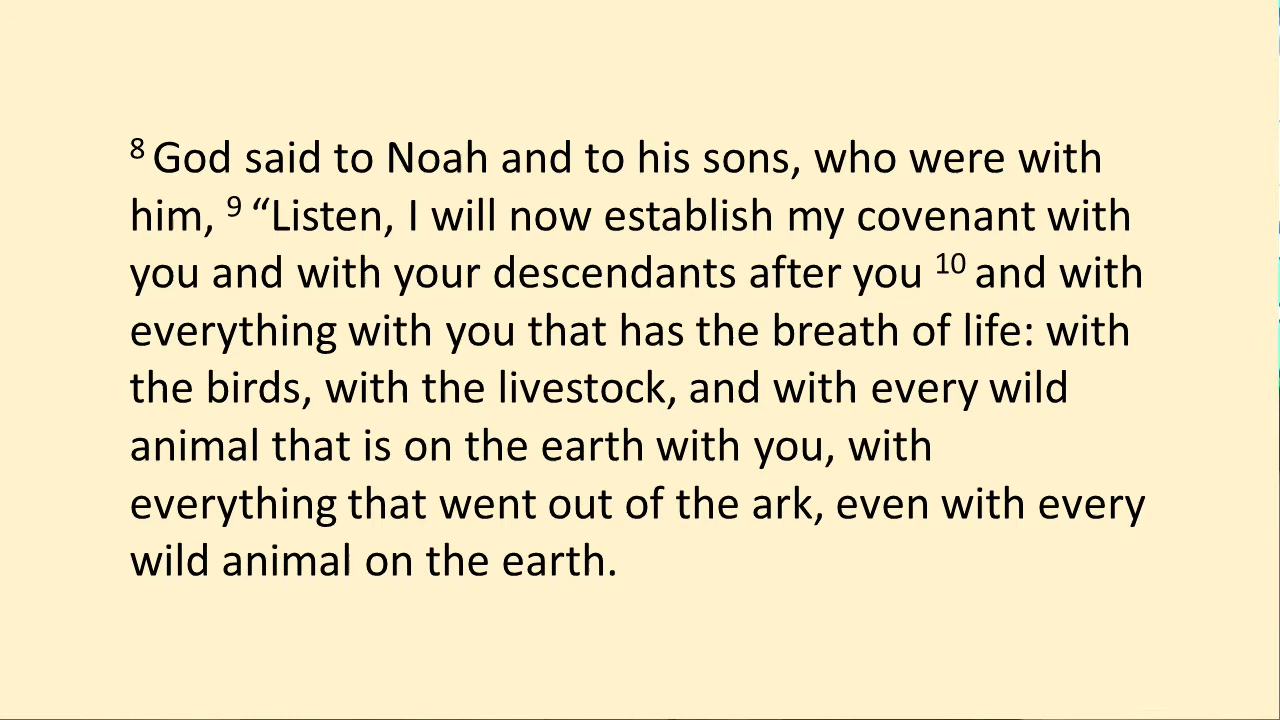 8 God said to Noah and to his sons, who were with
him, 9 “Listen, I will now establish my covenant with
you and with your descendants after you 10 and with
everything with you that has the breath of life: with
the birds, with the livestock, and with every wild
animal that is on the earth with you, with
everything that went out of the ark, even with every
wild animal on the earth.